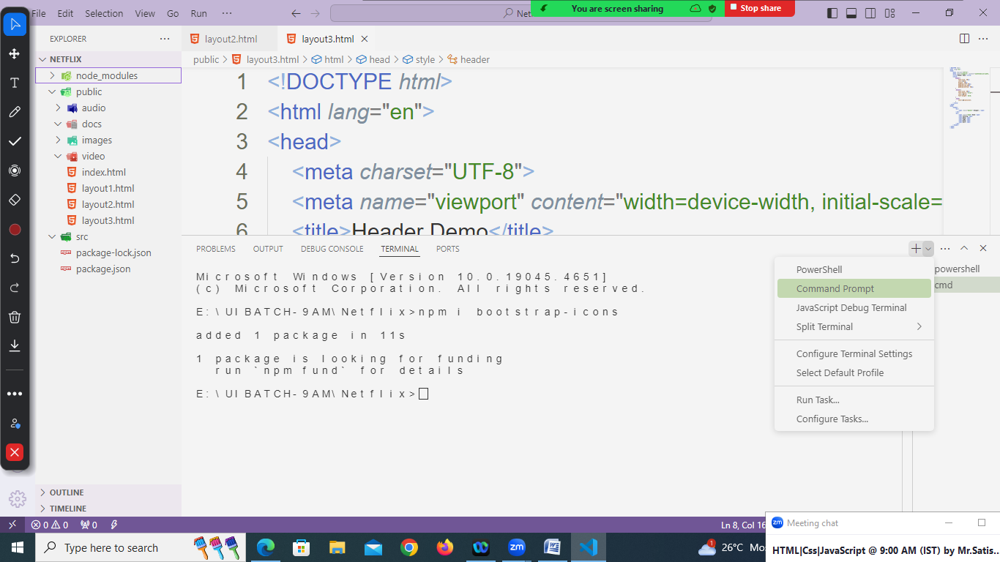 File Edit Selection View Go Run ···
Net
You are screen sharing
Stop share
EXPLORER
NETFLIX
node_modules
public
audio
docs
images
video
index.html
layout1.html
layout2.html
layout3.html
src
package-lock.json
package.json
OUTLINE
TIMELINE
layout2.html
layout3.html
public > layout3.html > html > head > style > header
1 <!DOCTYPE html>
2 <html lang="en">
3 <head>
4 <meta charset="UTF-8">
5 <meta name="viewport" content="width=device-width, initial-scale=
6 <title>Header Demo</title>
PROBLEMS OUTPUT DEBUG CONSOLE TERMINAL PORTS
Microsoft Windows [Version 10.0.19045.4651]
(c) Microsoft Corporation. All rights reserved.
E:\UI BATCH-9AM\Netflix>npm i bootstrap-icons
added 1 package in 11s
1 package is looking for funding
run `npm fund` for details
E:\UI BATCH-9AM\Netflix>
powershell
cmd
PowerShell
Command Prompt
JavaScript Debug Terminal
Split Terminal
Configure Terminal Settings
Select Default Profile
Run Task...
Configure Tasks...
0 0 0
Ln 8, Col 16
Meeting chat
HTML|Css|JavaScript @ 9:00 AM (IST) by Mr.Satis...
Type here to search
1
26°C Mos